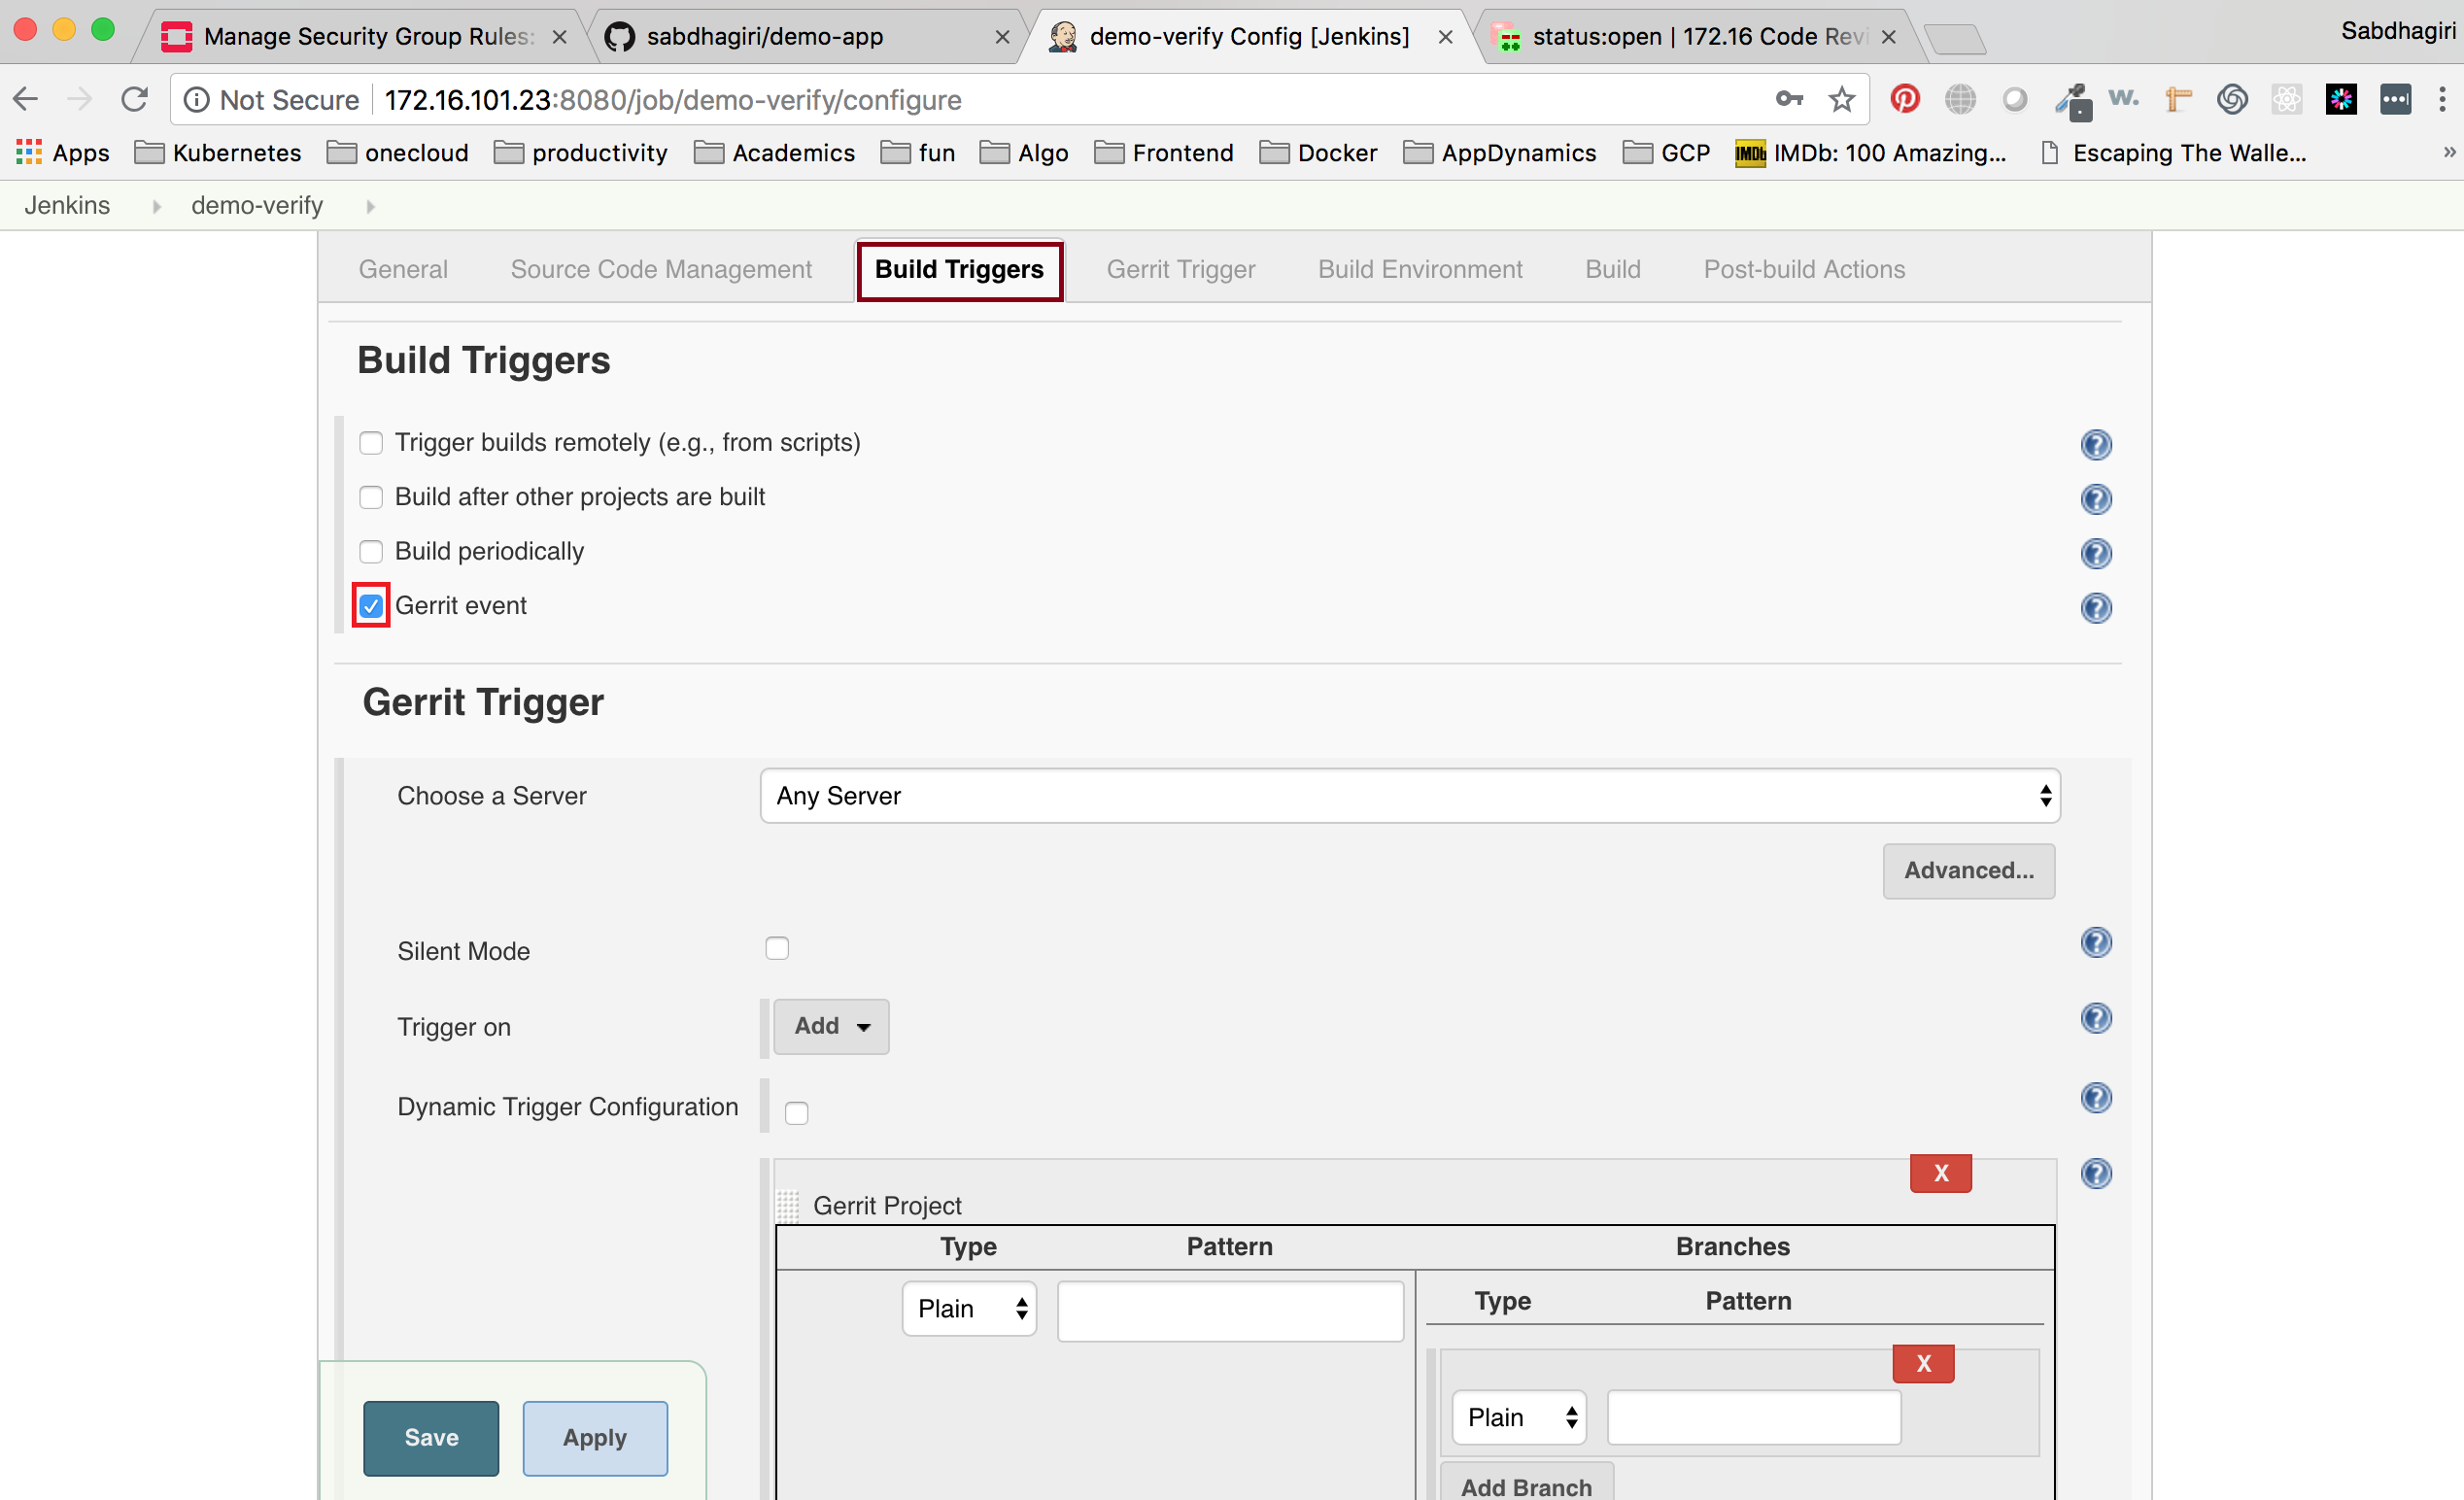 Manage Security Group Rules:
sabdhagiri/demo-app
demo-verify Config [Jenkins]
status:open | 172.16 Code Revi
Sabdhagiri
Not Secure
172.16.101.23:8080/job/demo-verify/configure
w.
Apps
Kubernetes
onecloud
productivity
Academics
fun
Algo
Frontend
Docker
AppDynamics
GCP
IMDb
IMDb: 100 Amazing...
Escaping The Walle...
»
Jenkins
demo-verify
General
Source Code Management
Build Triggers
Gerrit Trigger
Build Environment
Build
Post-build Actions
Build Triggers
Trigger builds remotely (e.g., from scripts)
Build after other projects are built
Build periodically
Gerrit event
Gerrit Trigger
Choose a Server
Any Server
Advanced...
Silent Mode
Trigger on
Add
Dynamic Trigger Configuration
X
Gerrit Project
Type
Pattern
Branches
Plain
Type
Pattern
X
Plain
Add Branch
Save
Apply